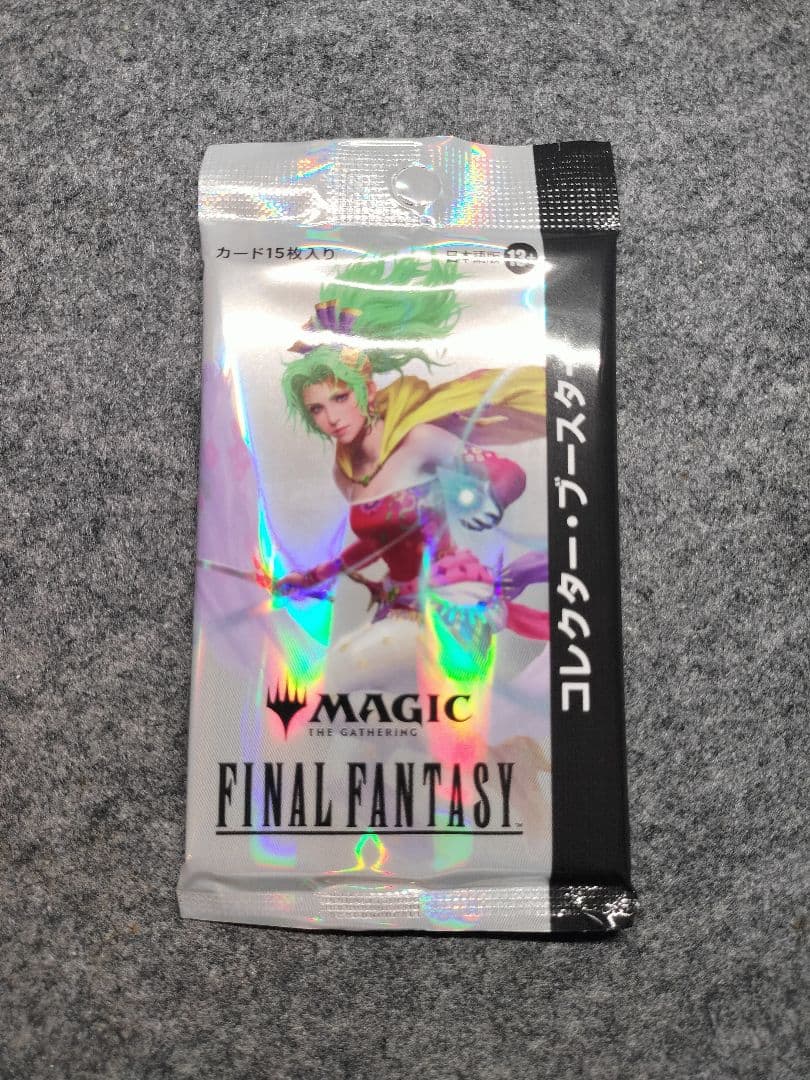 カード15枚入り
日本語版 13+
コレクター・ブースター
MAGIC
THE GATHERING
FINAL FANTASY